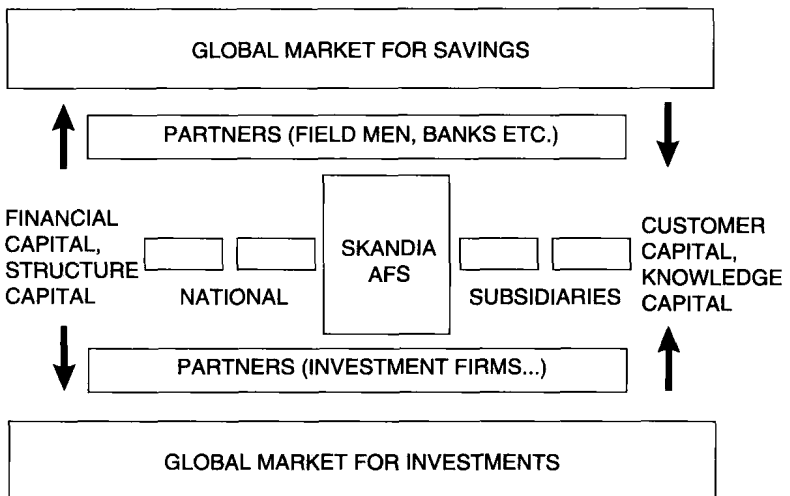 GLOBAL MARKET FOR SAVINGS
PARTNERS (FIELD MEN, BANKS ETC.)
FINANCIAL
CAPITAL,
STRUCTURE
CAPITAL
NATIONAL
SKANDIA
AFS
SUBSIDIARIES
CUSTOMER
CAPITAL,
KNOWLEDGE
CAPITAL
PARTNERS (INVESTMENT FIRMS...)
GLOBAL MARKET FOR INVESTMENTS